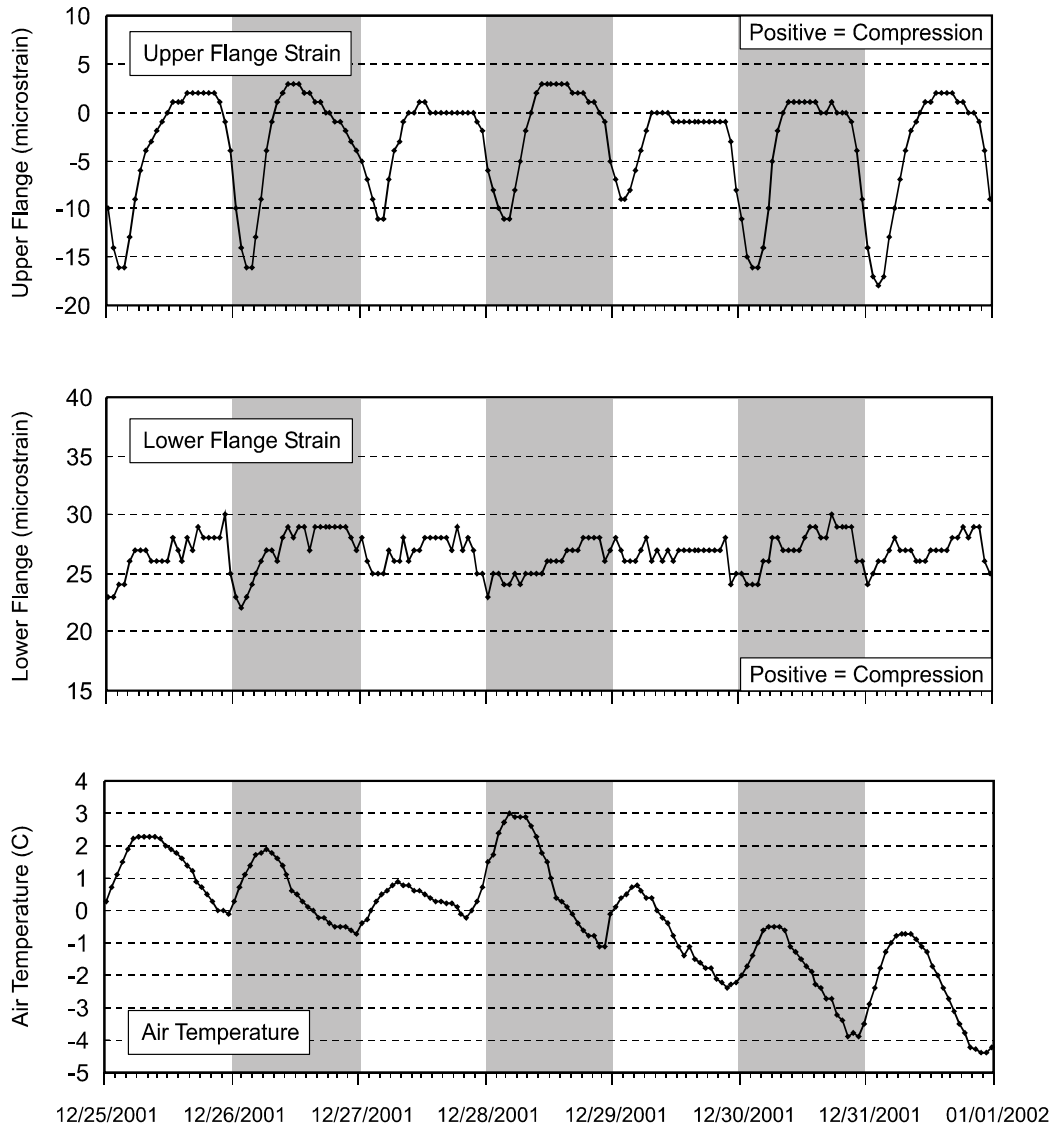 Upper Flange (microstrain)
10
5
0
-5
-10
-15
-20
Upper Flange Strain
Positive = Compression
Lower Flange (microstrain)
40
35
30
25
20
15
Lower Flange Strain
Positive = Compression
Air Temperature (C)
4
3
2
1
0
-1
-2
-3
-4
-5
Air Temperature
12/25/2001 12/26/2001 12/27/2001 12/28/2001 12/29/2001 12/30/2001 12/31/2001 01/01/2002